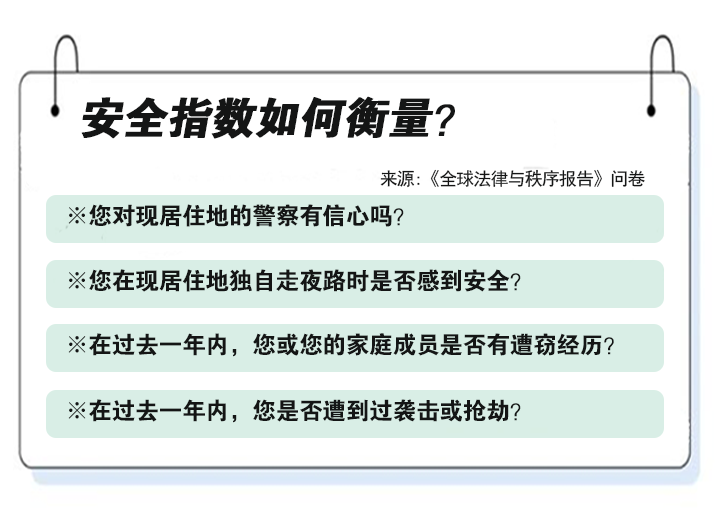 安全指数如何衡量?
来源:《全球法律与秩序报告》问卷
※您对现居住地的警察有信心吗?
※您在现居住地独自走夜路时是否感到安全?
※在过去一年内，您或您的家庭成员是否有遭窃经历?
※在过去一年内，您是否遭到过袭击或抢劫?